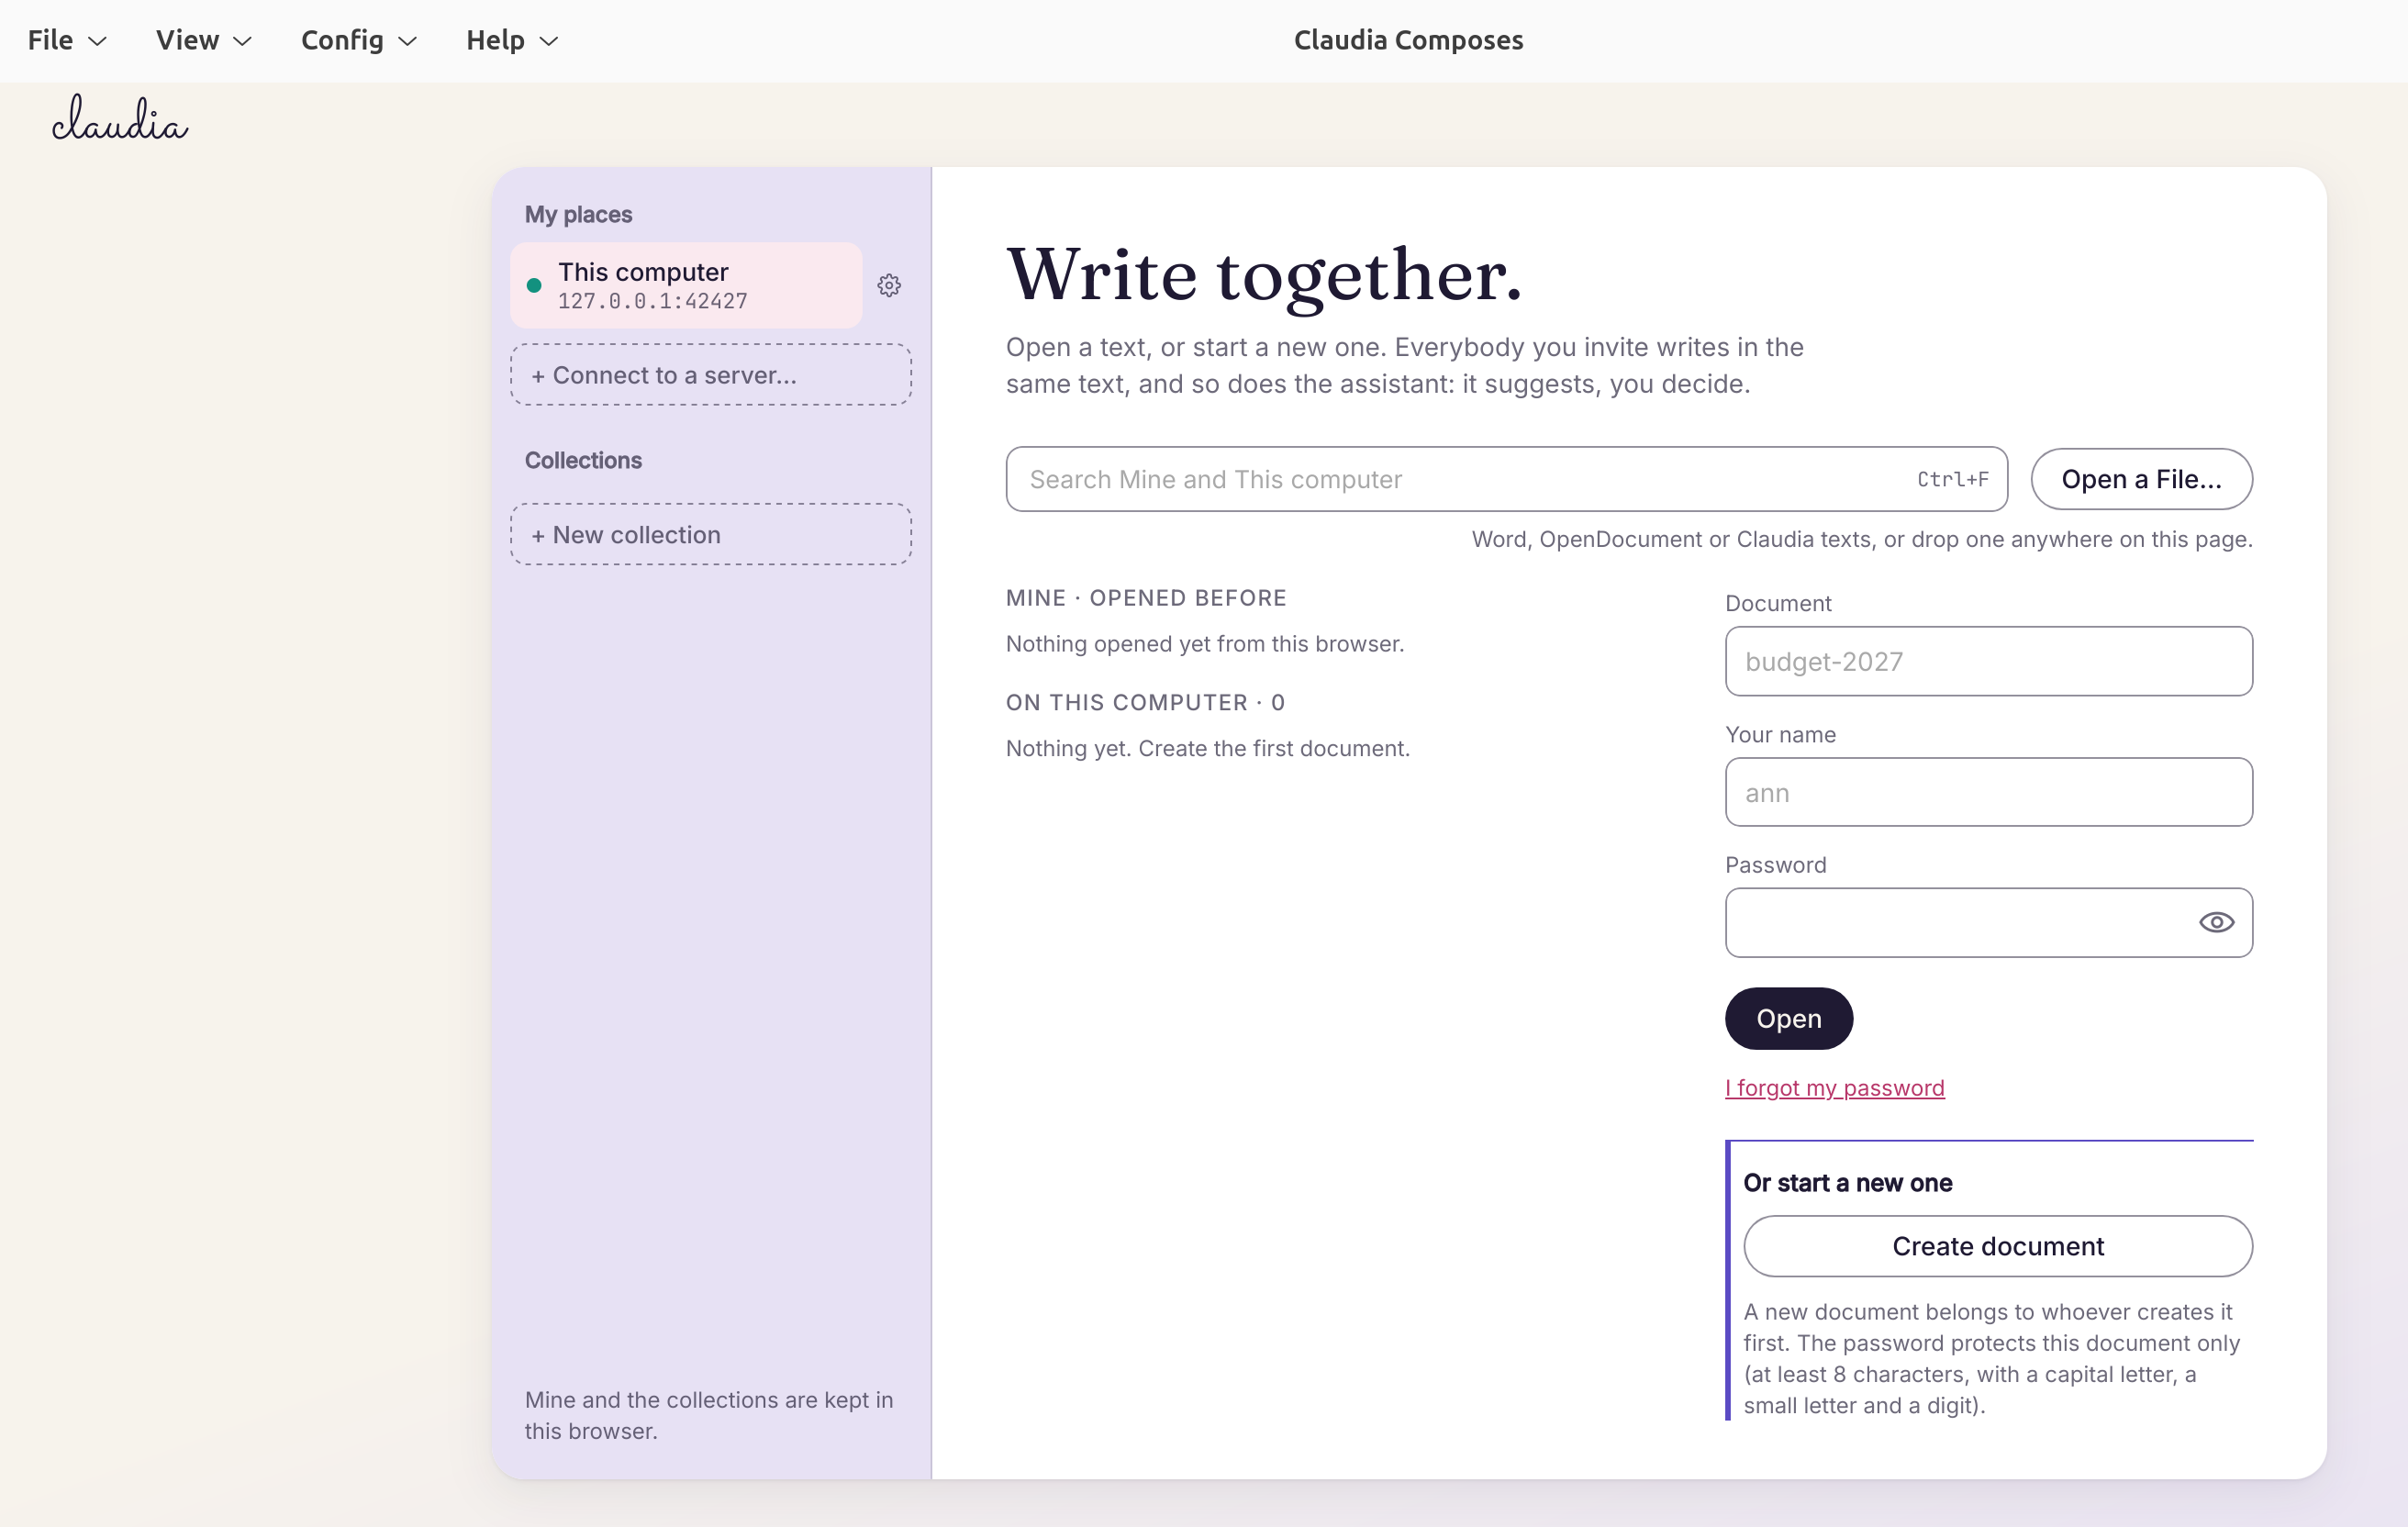 File
View
Config
Help
Claudia Composes
claudia
My places
This computer
127.0.0.1:42427
+ Connect to a server...
Collections
+ New collection
Mine and the collections are kept in
this browser.
Write together.
Open a text, or start a new one. Everybody you invite writes in the
same text, and so does the assistant: it suggests, you decide.
Search Mine and This computer
Ctrl+F
Open a File...
Word, OpenDocument or Claudia texts, or drop one anywhere on this page.
MINE · OPENED BEFORE
Nothing opened yet from this browser.
ON THIS COMPUTER · 0
Nothing yet. Create the first document.
Document
budget-2027
Your name
ann
Password
Open
I forgot my password
Or start a new one
Create document
A new document belongs to whoever creates it
first. The password protects this document only
(at least 8 characters, with a capital letter, a
small letter and a digit).